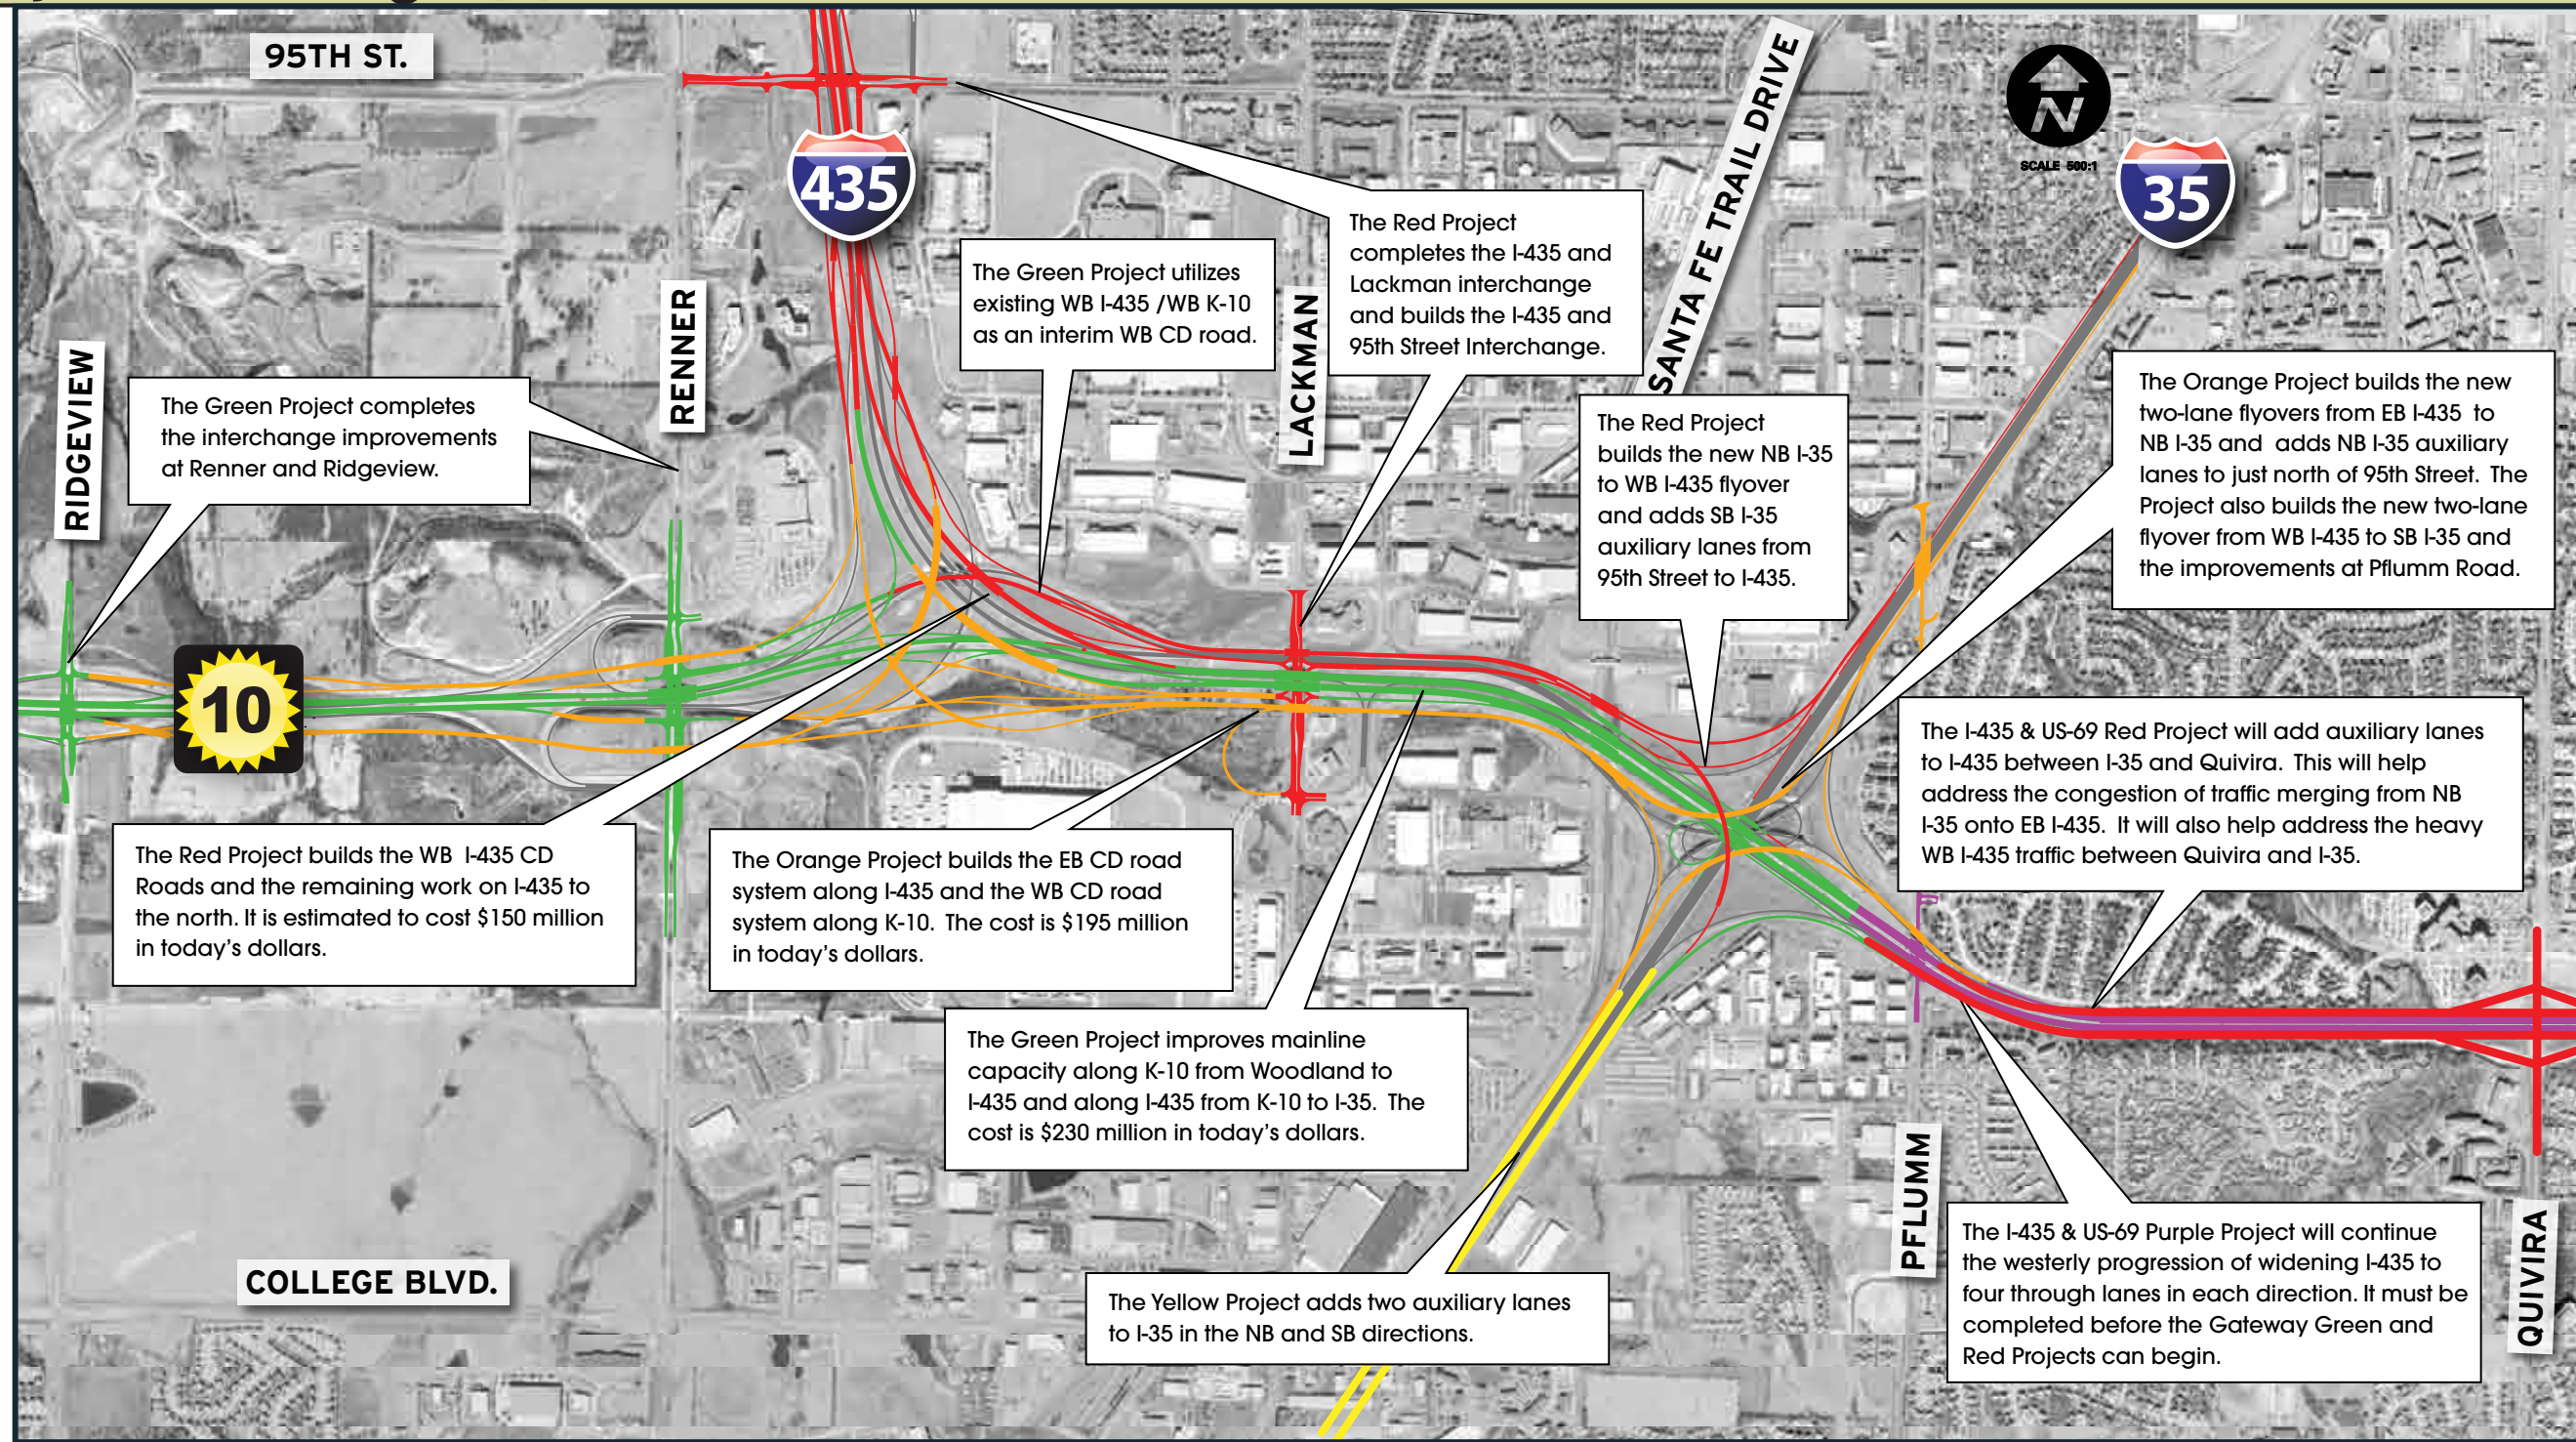 95TH ST.
435
SANTA FE TRAIL DRIVE
N
SCALE 500:1
35
The Red Project
completes the I-435 and
Lackman interchange
and builds the I-435 and
95th Street Interchange.
The Green Project utilizes
existing WB I-435 /WB K-10
as an interim WB CD road.
LACKMAN
RENNER
RIDGEVIEW
The Green Project completes
the interchange improvements
at Renner and Ridgeview.
The Red Project
builds the new NB I-35
to WB I-435 flyover
and adds SB I-35
auxiliary lanes from
95th Street to I-435.
The Orange Project builds the new
two-lane flyovers from EB I-435 to
NB I-35 and adds NB I-35 auxiliary
lanes to just north of 95th Street. The
Project also builds the new two-lane
flyover from WB I-435 to SB I-35 and
the improvements at Pflumm Road.
10
The I-435 & US-69 Red Project will add auxiliary lanes
to I-435 between I-35 and Quivira. This will help
address the congestion of traffic merging from NB
I-35 onto EB I-435. It will also help address the heavy
WB I-435 traffic between Quivira and I-35.
The Red Project builds the WB I-435 CD
Roads and the remaining work on I-435 to
the north. It is estimated to cost $150 million
in today's dollars.
The Orange Project builds the EB CD road
system along I-435 and the WB CD road
system along K-10. The cost is $195 million
in today's dollars.
The Green Project improves mainline
capacity along K-10 from Woodland to
I-435 and along I-435 from K-10 to I-35. The
cost is $230 million in today's dollars.
PFLUMM
QUIVIRA
The I-435 & US-69 Purple Project will continue
the westerly progression of widening I-435 to
four through lanes in each direction. It must be
completed before the Gateway Green and
Red Projects can begin.
COLLEGE BLVD.
The Yellow Project adds two auxiliary lanes
to I-35 in the NB and SB directions.